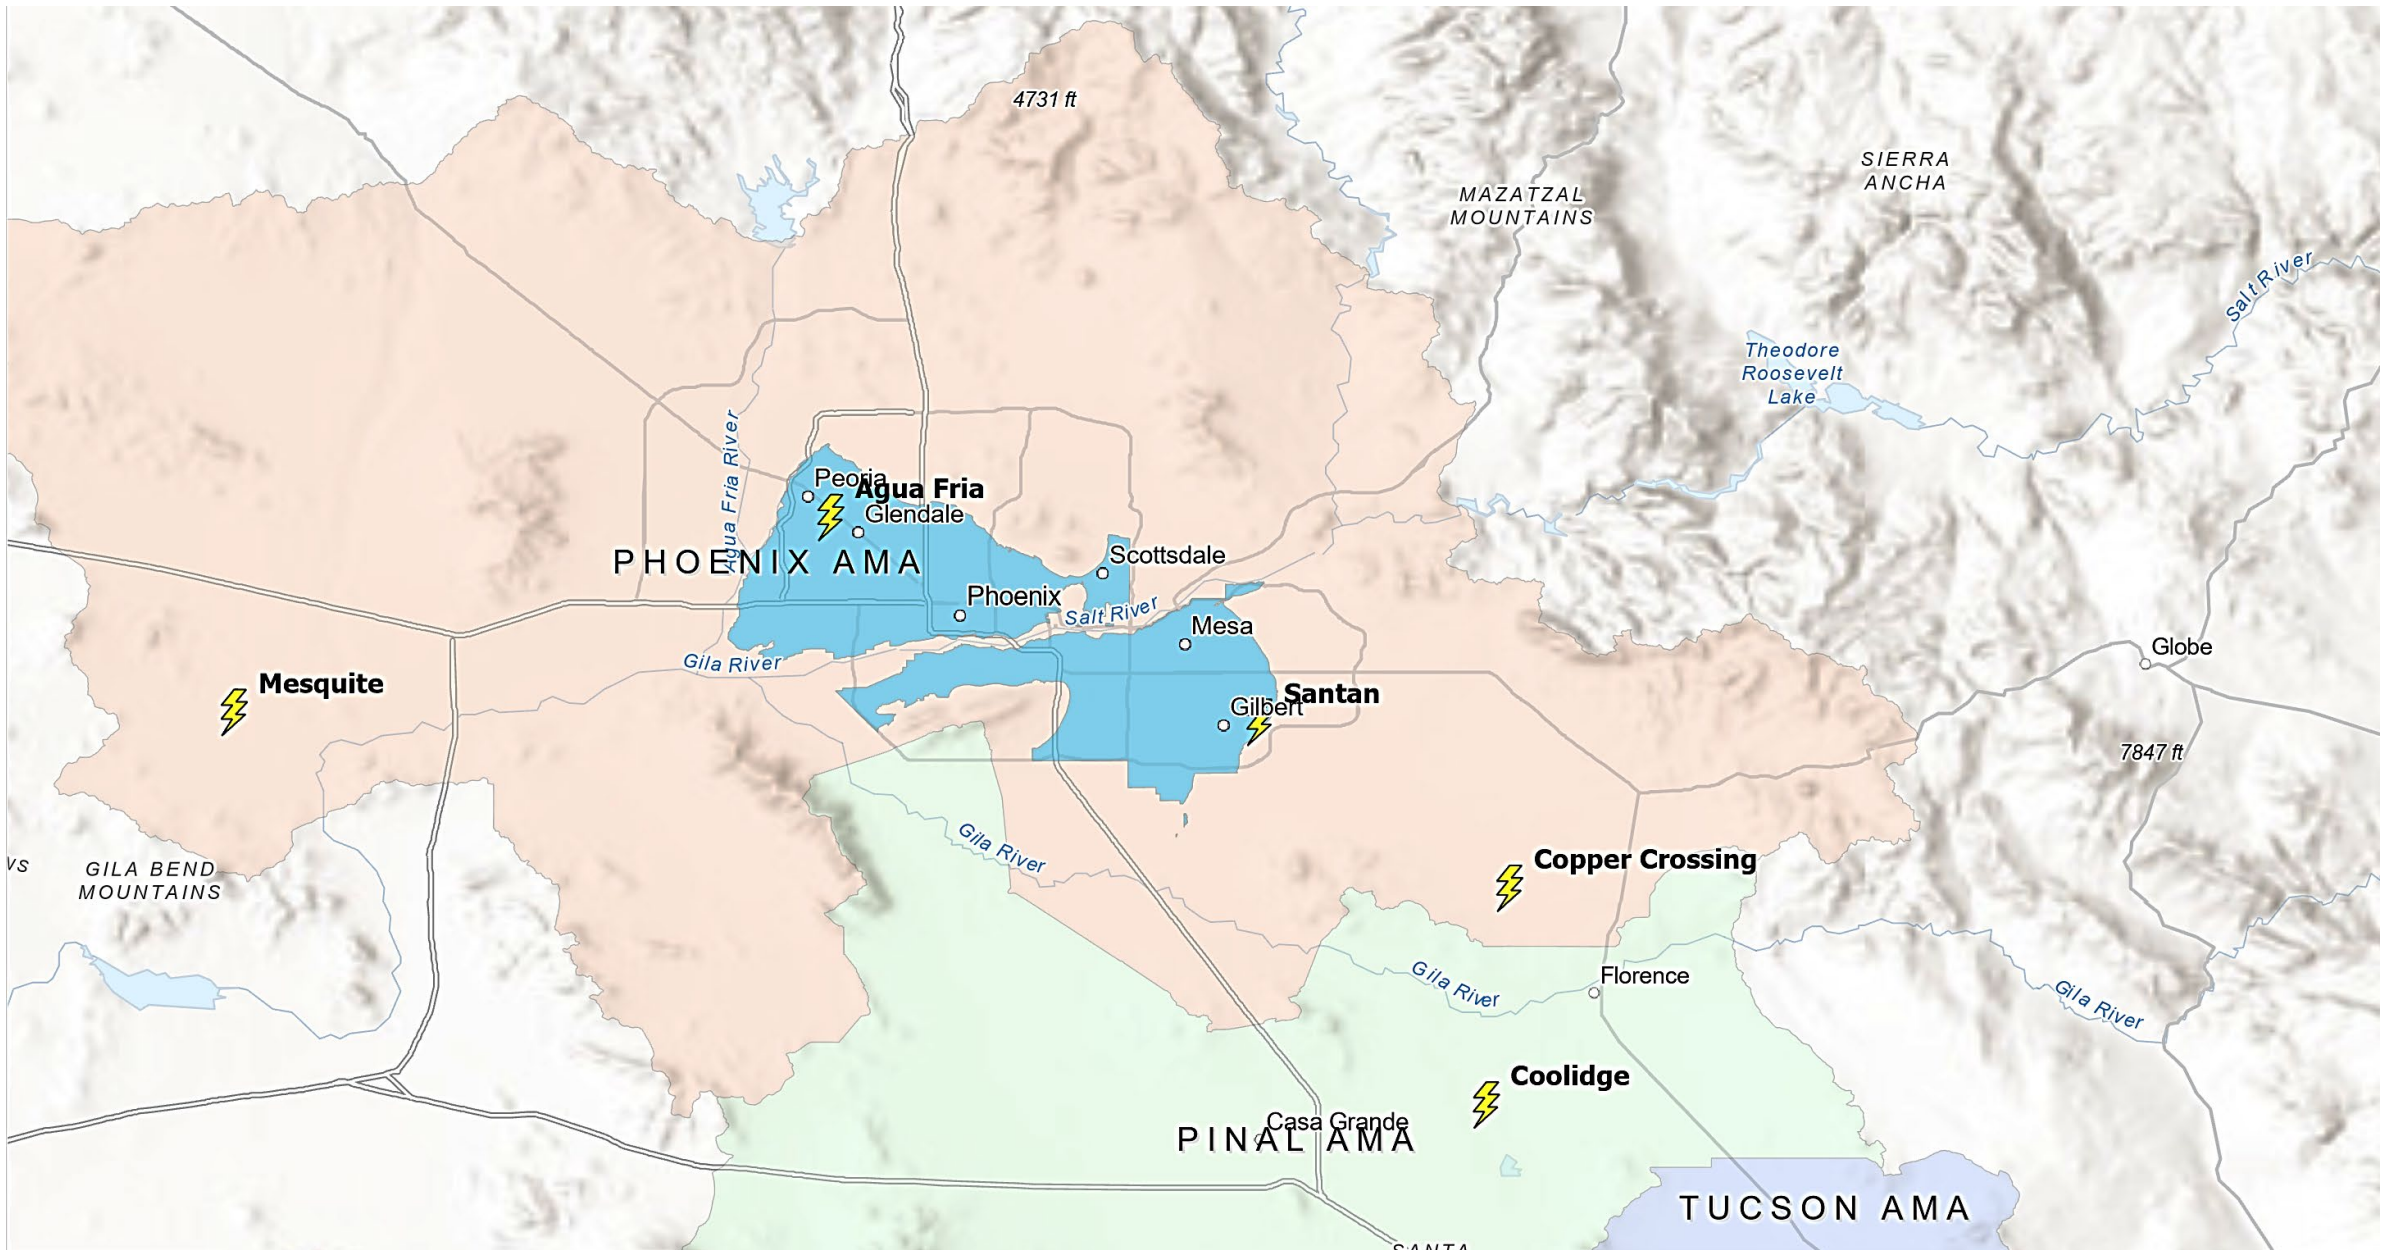 4731 ft
SIERRA
ANCHA
MAZATZAL
MOUNTAINS
Salt River
Theodore
Roosevelt
Lake
Agua Fria River
Peoria
Agua Fria
Glendale
PHOENIX AMA
Scottsdale
Phoenix
Salt River
Mesa
Globe
Gila River
Mesquite
Santan
Gilbert
7847 ft
Gila River
Copper Crossing
GILA BEND
MOUNTAINS
WS
Florence
Gila River
Gila River
Coolidge
Casa Grande
PINAL AMA
TUCSON AMA
SANTA